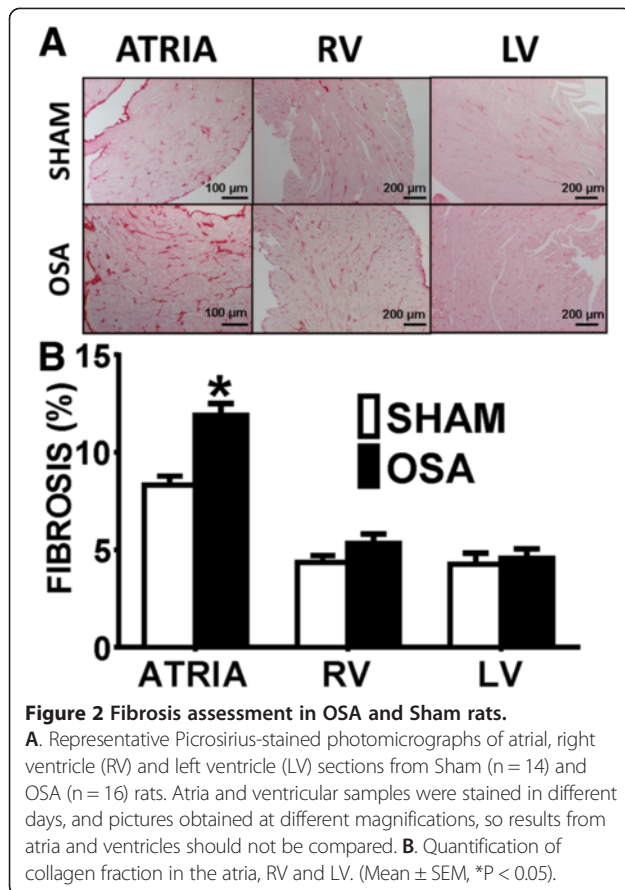 A
ATRIA RV LV
SHAM
100 µm 200 µm 200 µm
OSA
100 µm 200 µm 200 µm
B
FIBROSIS (%)
15
10
5
0
*
SHAM
OSA
ATRIA RV LV
Figure 2 Fibrosis assessment in OSA and Sham rats.
A. Representative Picrosirius-stained photomicrographs of atrial, right
ventricle (RV) and left ventricle (LV) sections from Sham (n = 14) and
OSA (n = 16) rats. Atria and ventricular samples were stained in different
days, and pictures obtained at different magnifications, so results from
atria and ventricles should not be compared. B. Quantification of
collagen fraction in the atria, RV and LV. (Mean ± SEM, *P < 0.05).